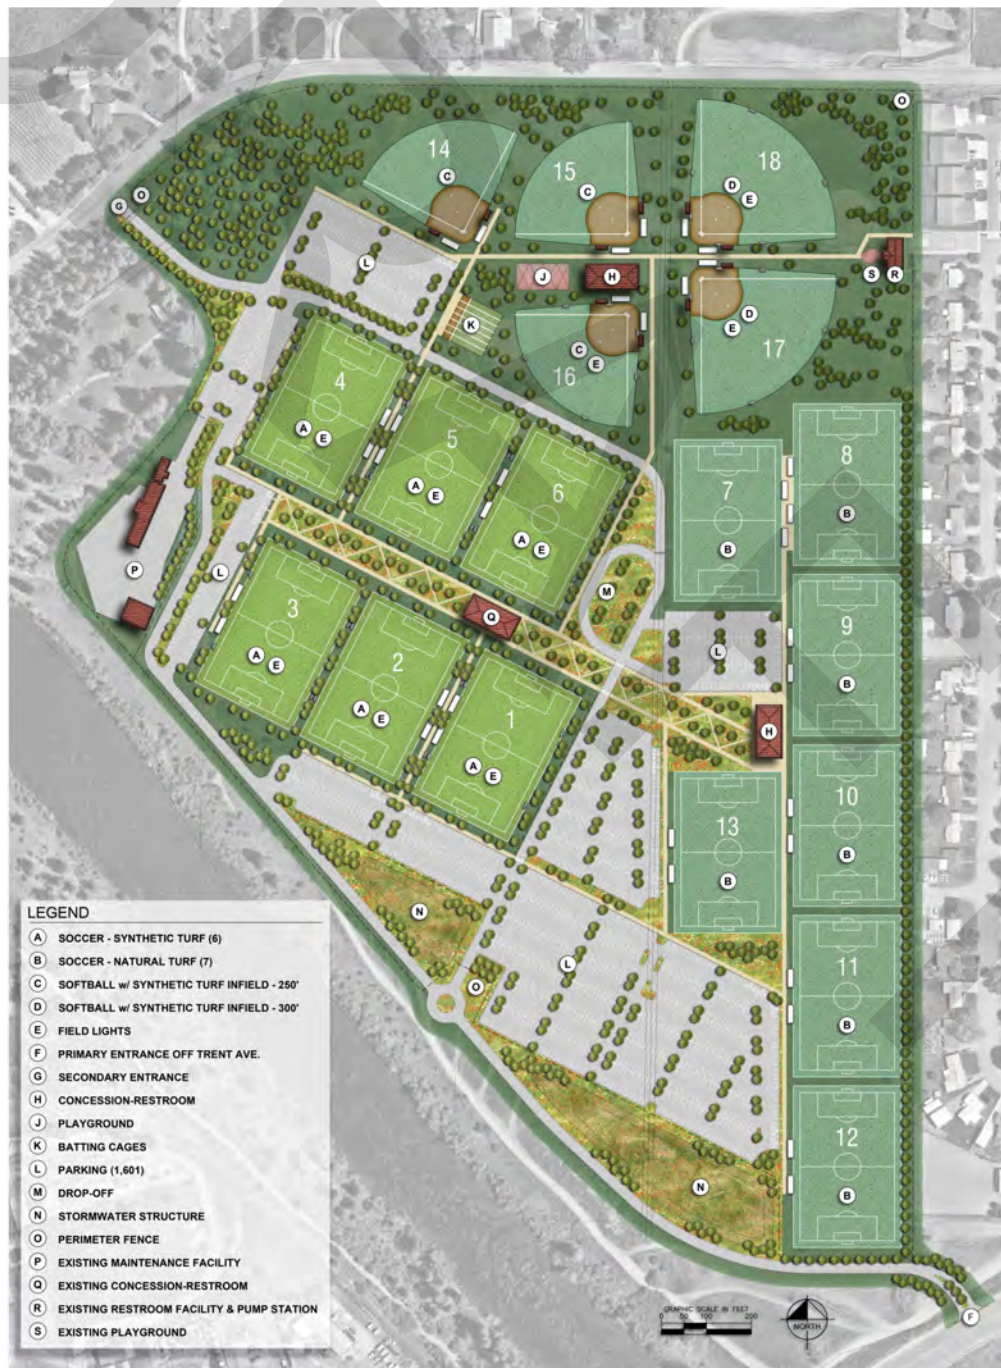 O
14
15
18
C
C
D
E
G
O
L
J
H
S
R
K
C
E
16
D
E
17
4
A
E
5
A
E
6
A
E
7
B
8
B
P
L
M
3
A
E
Q
2
A
E
1
A
E
L
9
B
H
10
B
13
B
N
L
O
11
B
12
B
N
F
LEGEND
A SOCCER - SYNTHETIC TURF (6)
B SOCCER - NATURAL TURF (7)
C SOFTBALL w/ SYNTHETIC TURF INFIELD - 250'
D SOFTBALL w/ SYNTHETIC TURF INFIELD - 300'
E FIELD LIGHTS
F PRIMARY ENTRANCE OFF TRENT AVE.
G SECONDARY ENTRANCE
H CONCESSION-RESTROOM
J PLAYGROUND
K BATTING CAGES
L PARKING (1,601)
M DROP-OFF
N STORMWATER STRUCTURE
O PERIMETER FENCE
P EXISTING MAINTENANCE FACILITY
Q EXISTING CONCESSION-RESTROOM
R EXISTING RESTROOM FACILITY & PUMP STATION
S EXISTING PLAYGROUND
GRAPHIC SCALE IN FEET
0 50 100 200
NORTH